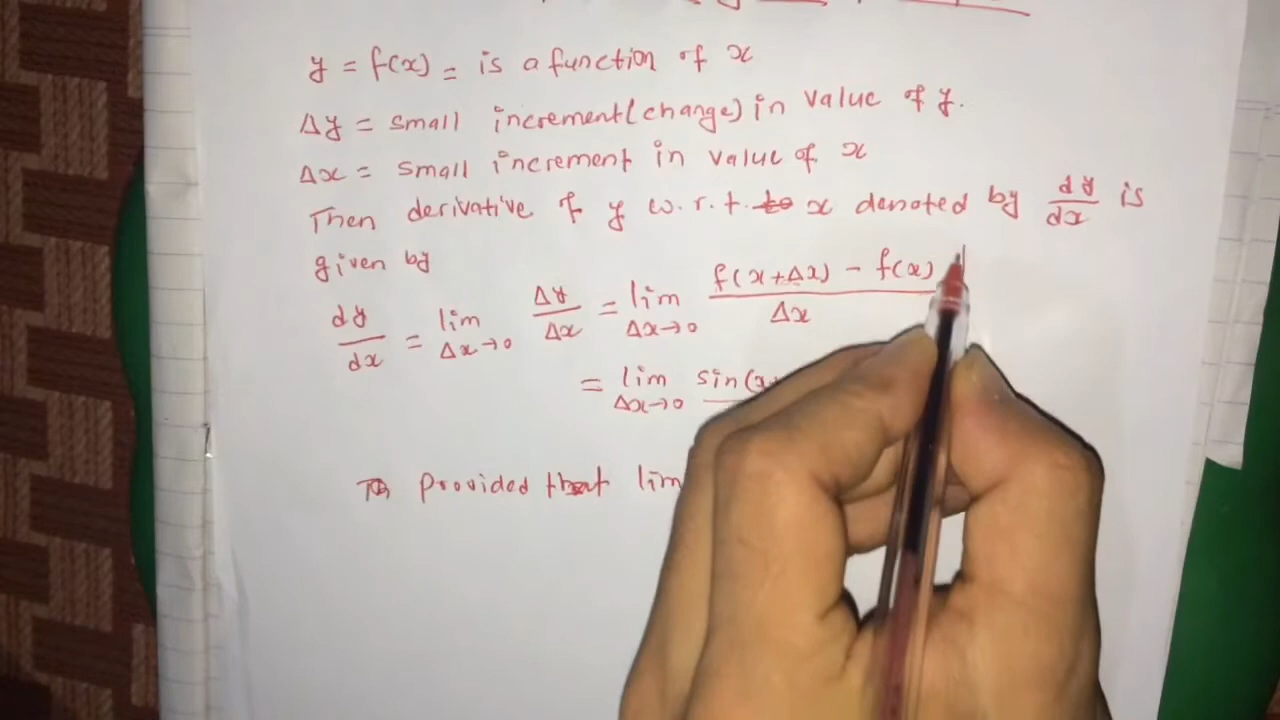 y = f(x) = is a function of x
Δy = small increment(change) in value of y.
Δx = small increment in value of x
Then derivative of y w.r.t. x denoted by dy/dx is
given by
dy/dx = lim Δx→0 Δy/Δx = lim Δx→0 f(x+Δx) - f(x)/Δx
= lim Δx→0 sin(x
Provided that lim